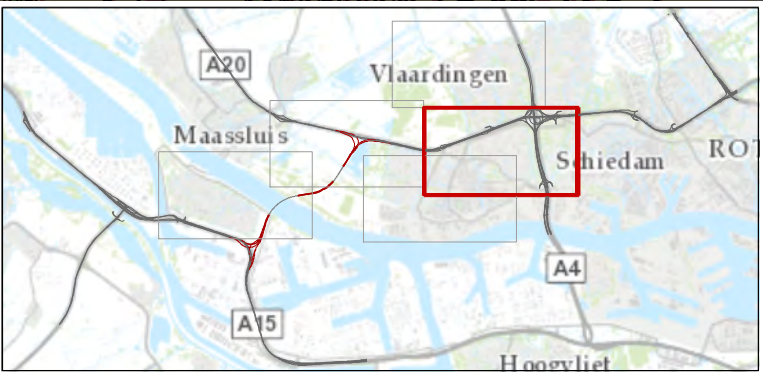 A20
Vlaardingen
Maassluis
Schiedam
ROT
A4
A15
Hoogvliet